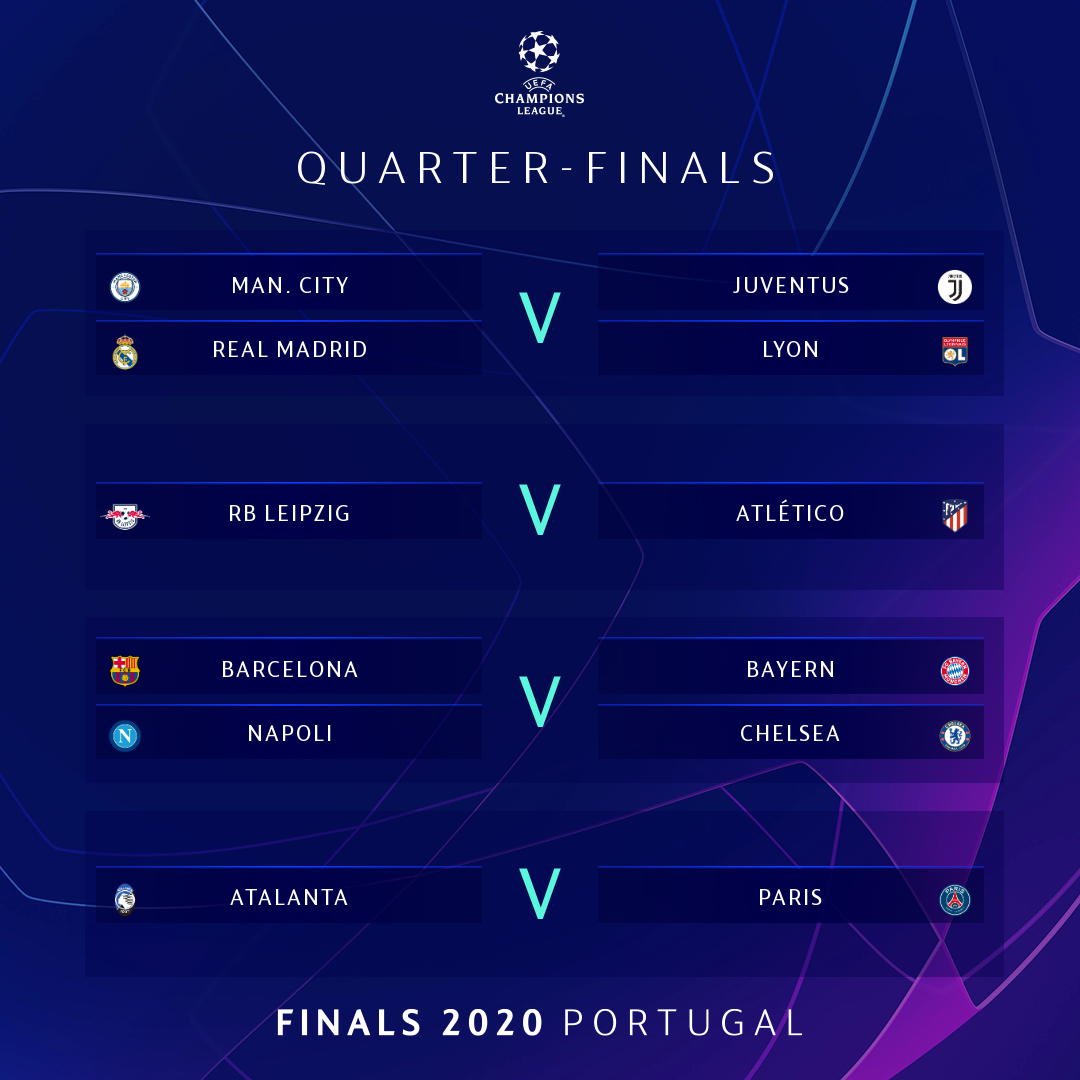 UEFA
CHAMPIONS
LEAGUE
QUARTER-FINALS
MAN. CITY
REAL MADRID
V
JUVENTUS
LYON
RB LEIPZIG
V
ATLÉTICO
BARCELONA
NAPOLI
V
BAYERN
CHELSEA
ATALANTA
V
PARIS
FINALS 2020 PORTUGAL